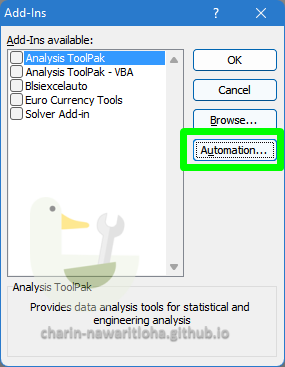 Add-Ins
Add-Ins available:
Analysis ToolPak
Analysis ToolPak - VBA
Blsiexcelauto
Euro Currency Tools
Solver Add-in
OK
Cancel
Browse...
Automation...
Analysis ToolPak
Provides data analysis tools for statistical and
engineering analysis
charin-nawaritloha.github.io